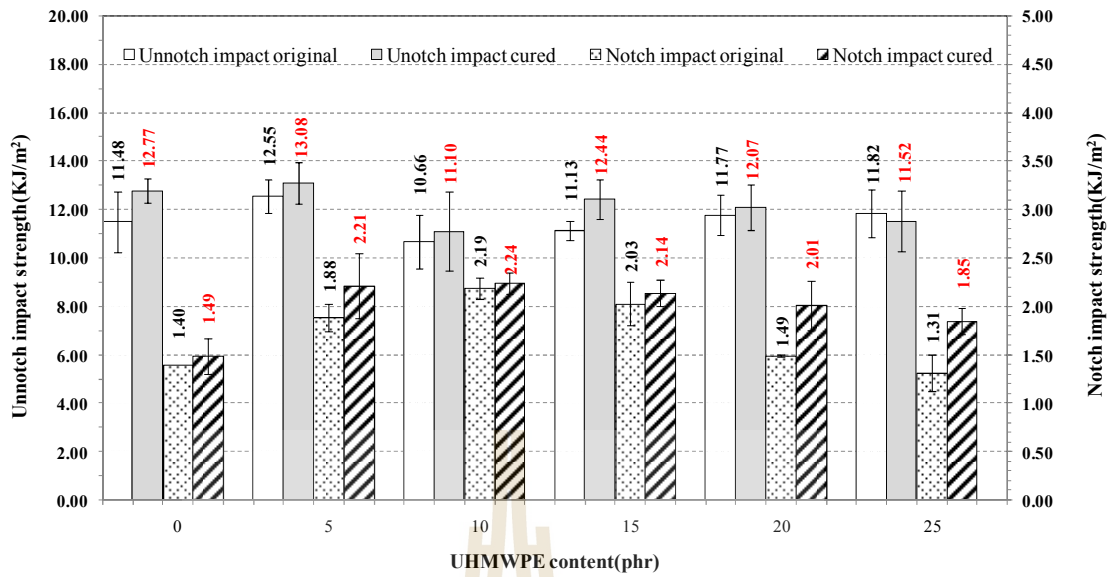 Unnotch impact original Unotch impact cured Notch impact original Notch impact cured
Unnotch impact strength(KJ/m²)
20.00
18.00
16.00
14.00
12.00
10.00
8.00
6.00
4.00
2.00
0.00
11.48 12.77 1.40 1.49
12.55 13.08 1.88 2.21
10.66 11.10 2.19 2.24
11.13 12.44 2.03 2.14
11.77 12.07 1.49 2.01
11.82 11.52 1.31 1.85
5.00
4.50
4.00
3.50
3.00
2.50
2.00
1.50
1.00
0.50
0.00
Notch impact strength(KJ/m²)
0 5 10 15 20 25
UHMWPE content(phr)